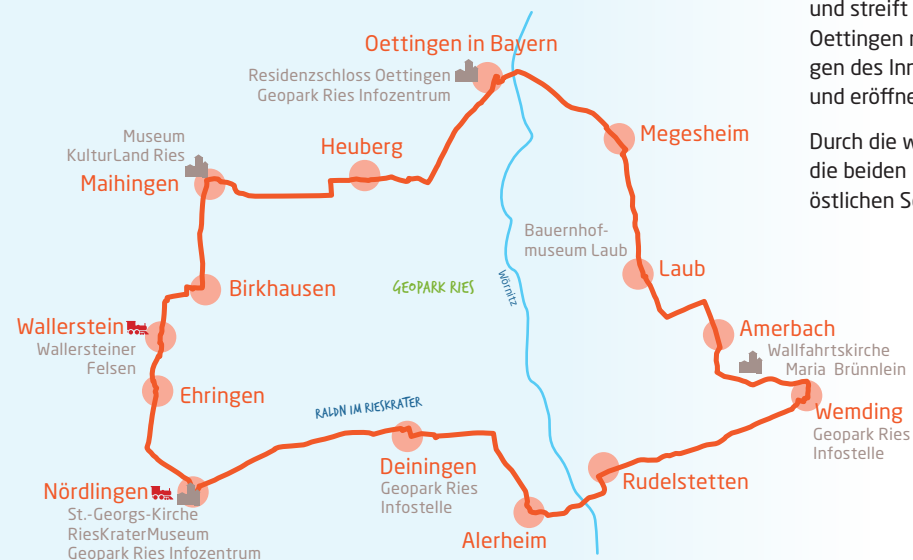 Oettingen in Bayern
Residenzschloss Oettingen
Geopark Ries Infozentrum
Museum
KulturLand Ries
Maihingen
Heuberg
Megesheim
Bauernhof-
museum Laub
Laub
Birkhausen
GEOPARK RIES
Wörnitz
Wallerstein
Wallersteiner
Felsen
Amerbach
Wallfahrtskirche
Maria Brünnlein
Ehringen
RALDN IM RIESKRATER
Wemding
Geopark Ries
Infostelle
Deiningen
Geopark Ries
Infostelle
Rudelstetten
Nördlingen
St.-Georgs-Kirche
RiesKraterMuseum
Geopark Ries Infozentrum
Alerheim
und streift
Oettingen
gen des Inn
und eröffne
Durch die w
die beiden
östlichen S